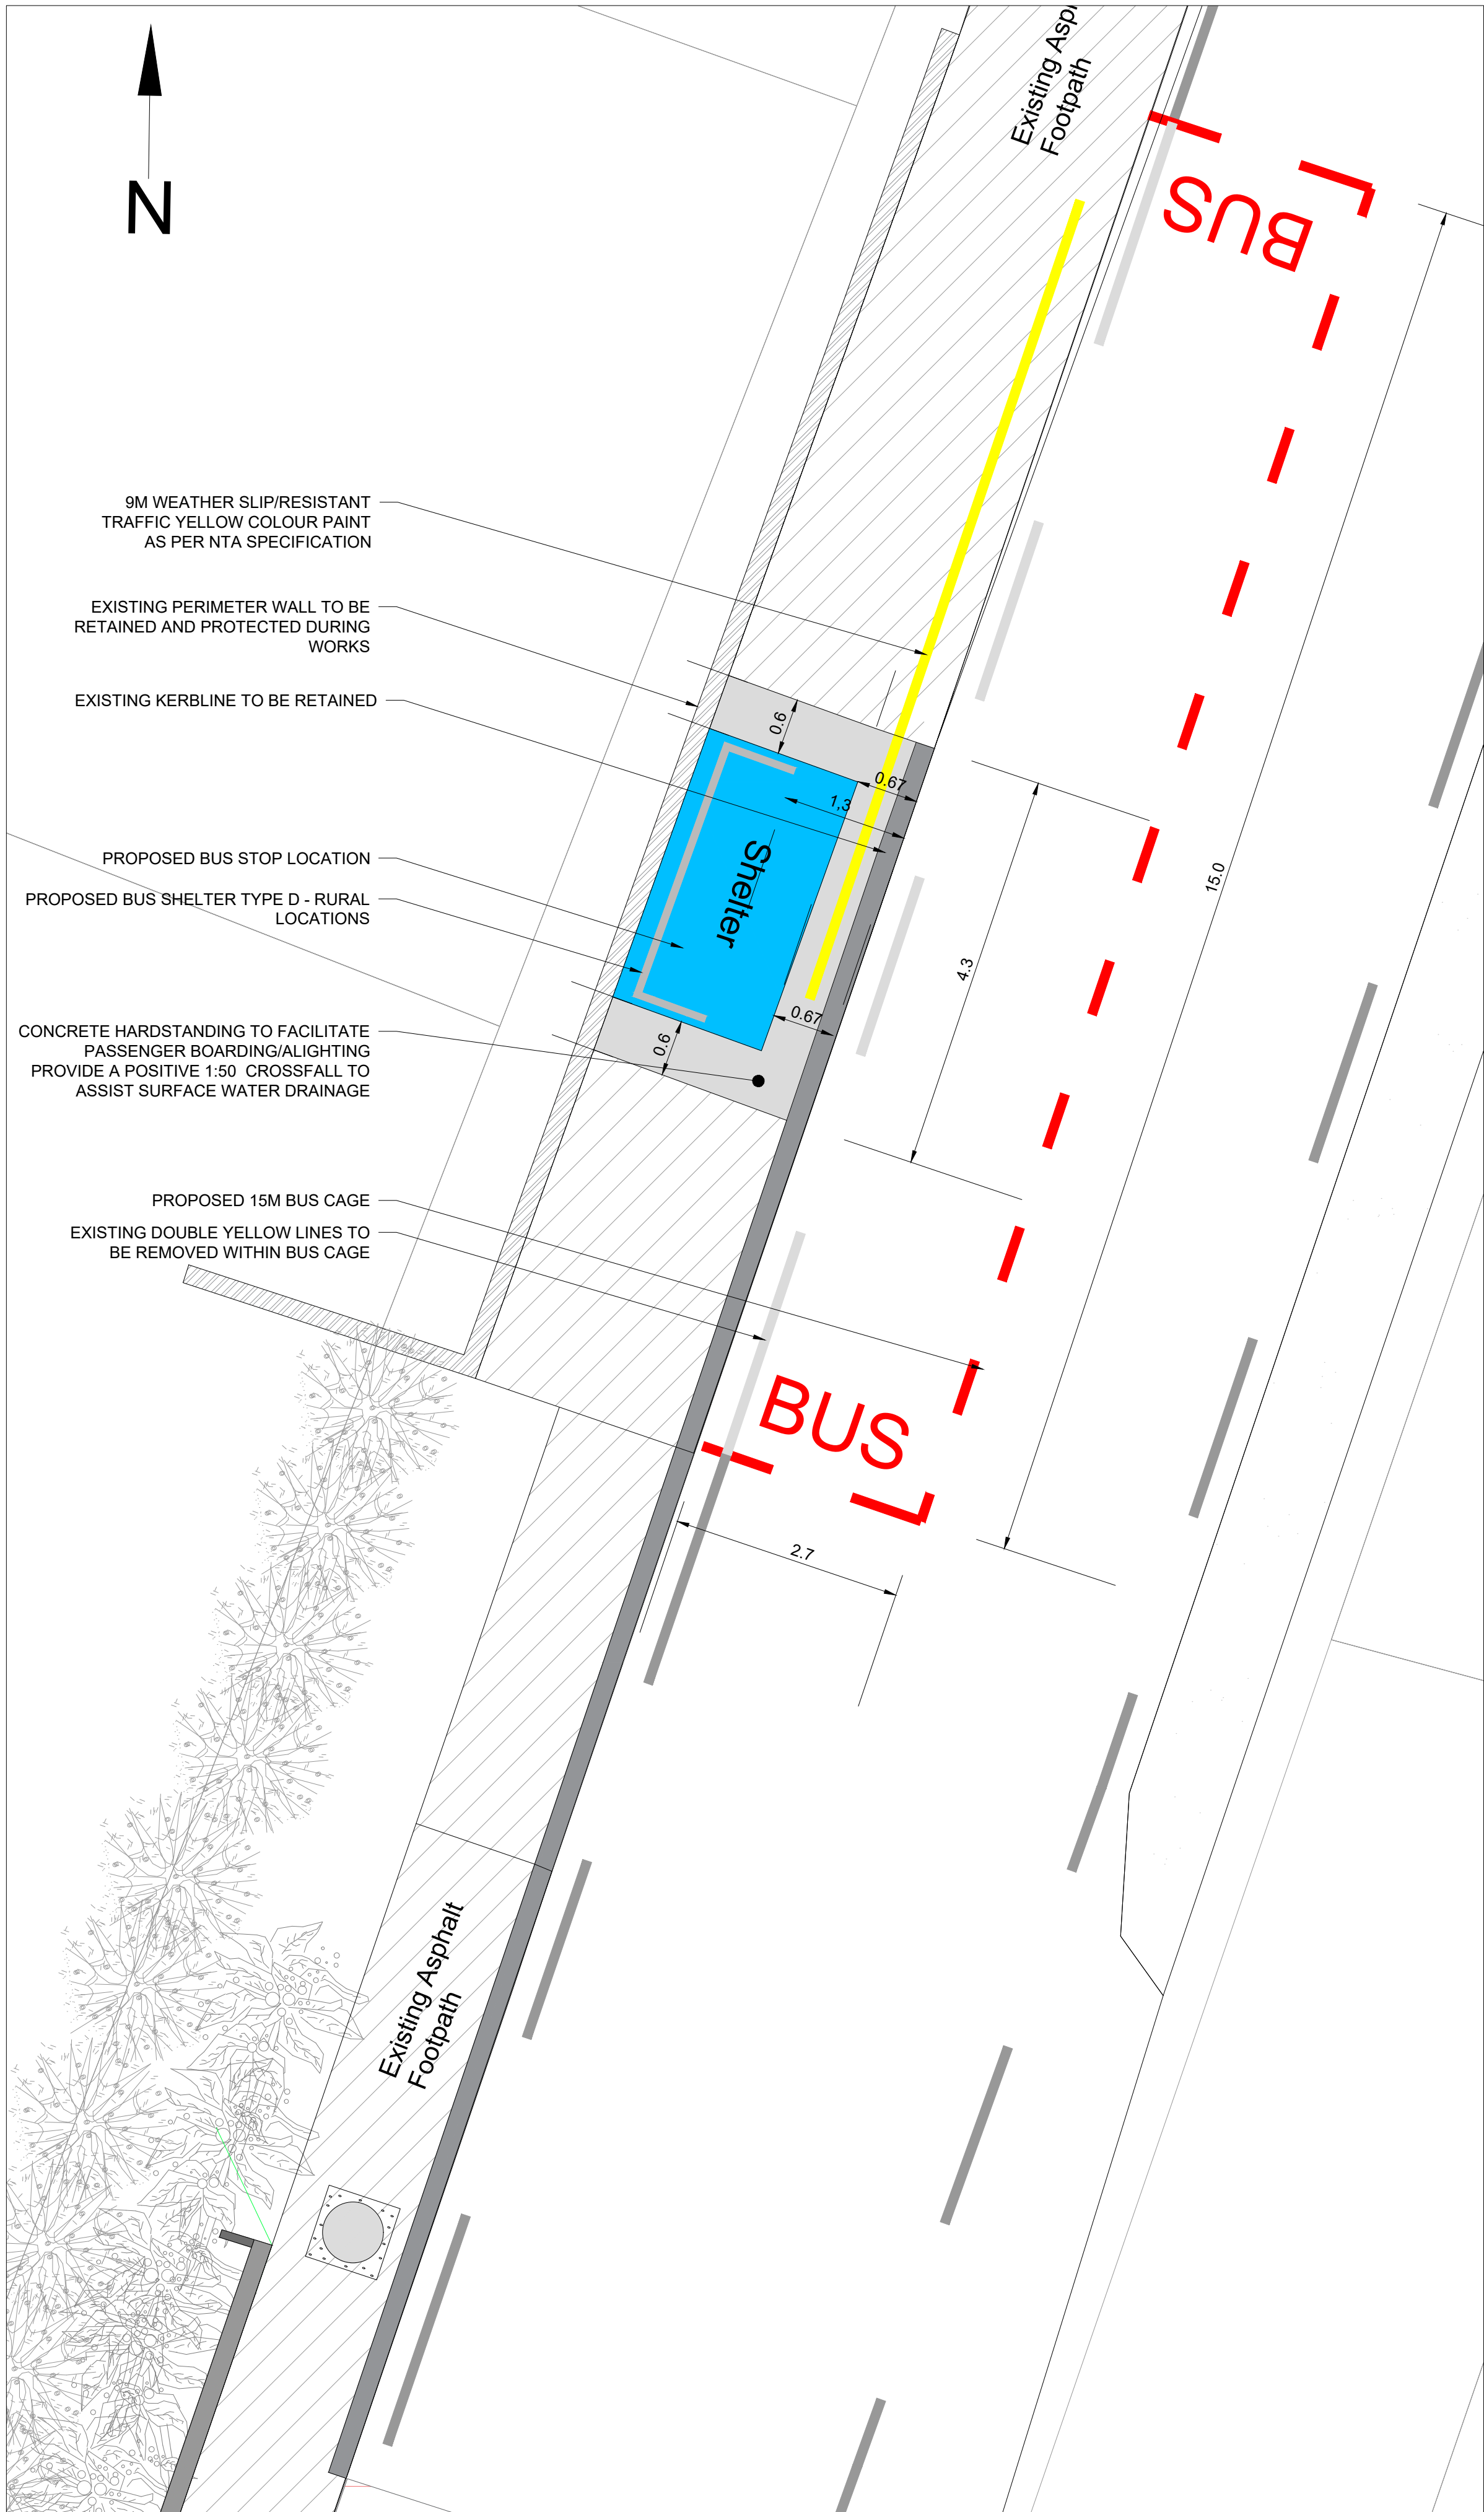 Existing Asp
Footpath
N
BUS
9M WEATHER SLIP/RESISTANT
TRAFFIC YELLOW COLOUR PAINT
AS PER NTA SPECIFICATION
EXISTING PERIMETER WALL TO BE
RETAINED AND PROTECTED DURING
WORKS
EXISTING KERBLINE TO BE RETAINED
0.6
0.67
1,3
Shelter
15.0
PROPOSED BUS STOP LOCATION
PROPOSED BUS SHELTER TYPE D - RURAL
LOCATIONS
4.3
0.67
0.6
CONCRETE HARDSTANDING TO FACILITATE
PASSENGER BOARDING/ALIGHTING
PROVIDE A POSITIVE 1:50 CROSSFALL TO
ASSIST SURFACE WATER DRAINAGE
PROPOSED 15M BUS CAGE
EXISTING DOUBLE YELLOW LINES TO
BE REMOVED WITHIN BUS CAGE
BUS
2.7
Existing Asphalt
Footpath